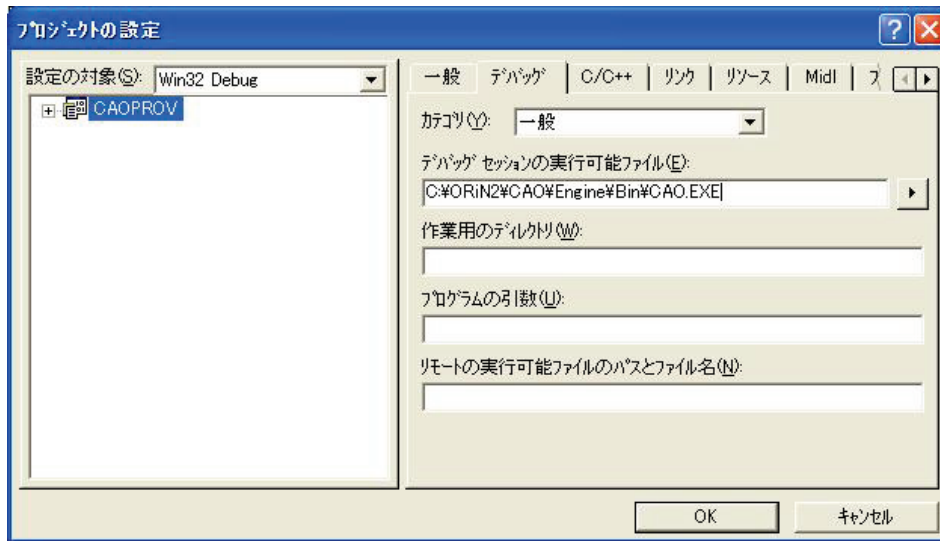 プロジェクトの設定
設定の対象(S): Win32 Debug
CAOPROV
一般 デバッグ C/C++ リンク リソース Midl
カテゴリ(Y): 一般
デバッグ セッションの実行可能ファイル(E):
C:¥ORiN2¥CAO¥Engine¥Bin¥CAO.EXE
作業用のディレクトリ(W):
プログラムの引数(U):
リモートの実行可能ファイルのパスとファイル名(N):
OK キャンセル